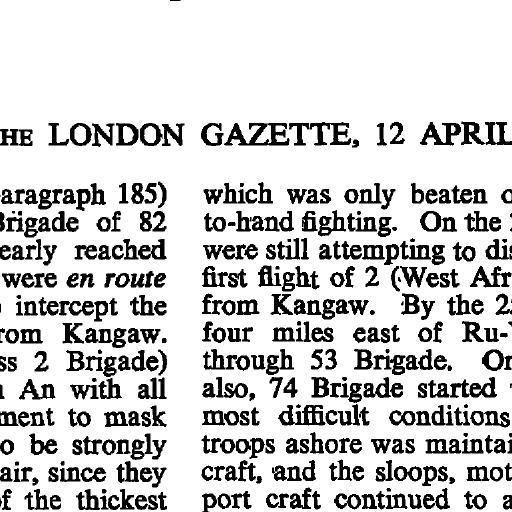 HE LONDON GAZETTE, 12 APRIL
aragraph 185)
Brigade of 82
early reached
were en route
intercept the
rom Kangaw.
ss 2 Brigade)
An with all
ment to mask
o be strongly
air, since they
of the thickest
which was only beaten
to-hand fighting. On the
were still attempting to dis
first flight of 2 (West Afr
from Kangaw. By the 2
four miles east of Ru-
through 53 Brigade. On
also, 74 Brigade started
most difficult conditions
troops ashore was maintai
craft, and the sloops, mot
port craft continued to a